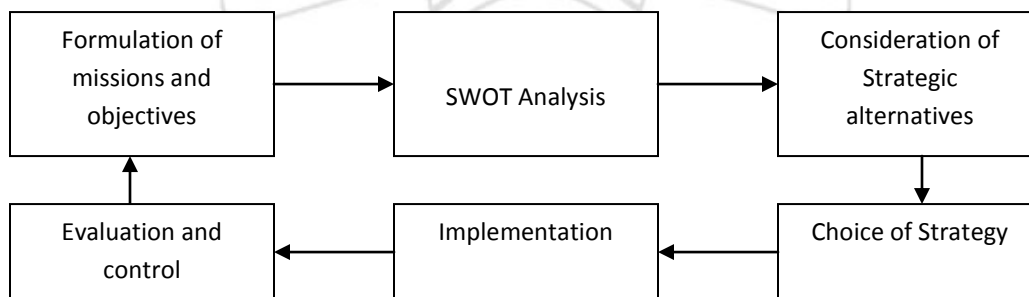 Formulation of
missions and
objectives
SWOT Analysis
Consideration of
Strategic
alternatives
Evaluation and
control
Implementation
Choice of Strategy